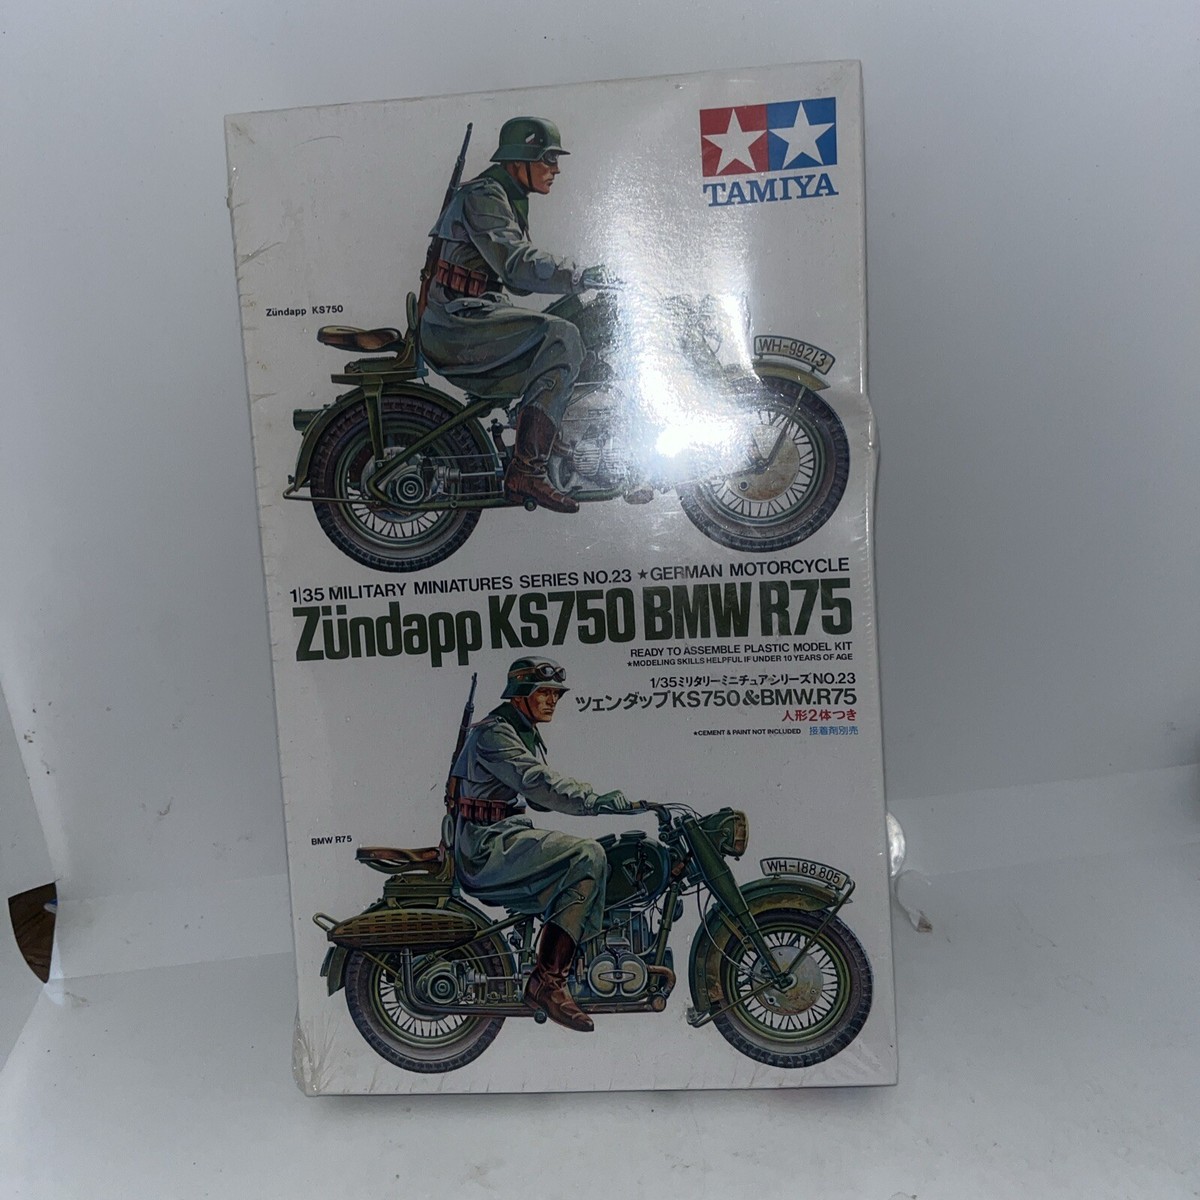 TAMIYA
Zündapp KS750
WH-99213
1/35 MILITARY MINIATURES SERIES NO.23 ★GERMAN MOTORCYCLE
Zündapp KS750 BMW R75
READY TO ASSEMBLE PLASTIC MODEL KIT
★MODELING SKILLS HELPFUL IF UNDER 10 YEARS OF AGE
1/35ミリタリーミニチュアシリーズNO.23
ツェンダップKS750&BMW.R75
人形2体つき
★CEMENT & PAINT NOT INCLUDED 接着剤別売
BMW R75
WH-188.805